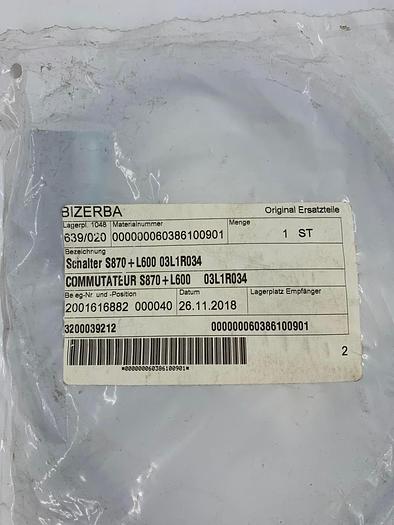 BIZERBA Original Ersatzteile
Lagerpl. 1048 Materialnummer Menge
639/020 000000060386100901 1 ST
Bezeichnung
Schalter S870+L600 03L1R034
COMMUTATEUR S870+L600 03L1R034
Beleg-Nr und -Position Datum Lagerplatz Empfänger
2001616882 000040 26.11.2018
3200039212 000000060386100901
2
*000000060386100901*